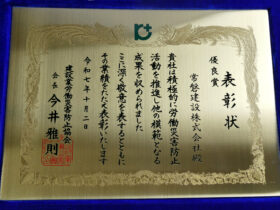 表彰状
優良賞
常磐建設株式会社殿
貴社は積極的に労働災害防止
活動を推進し他の模範となる
成果を収められました
ここに深く敬意を表するとともに
その業績をたたえ表彰いたします
令和七年十月二日
建設業労働災害防止協会
会長 今井雅則